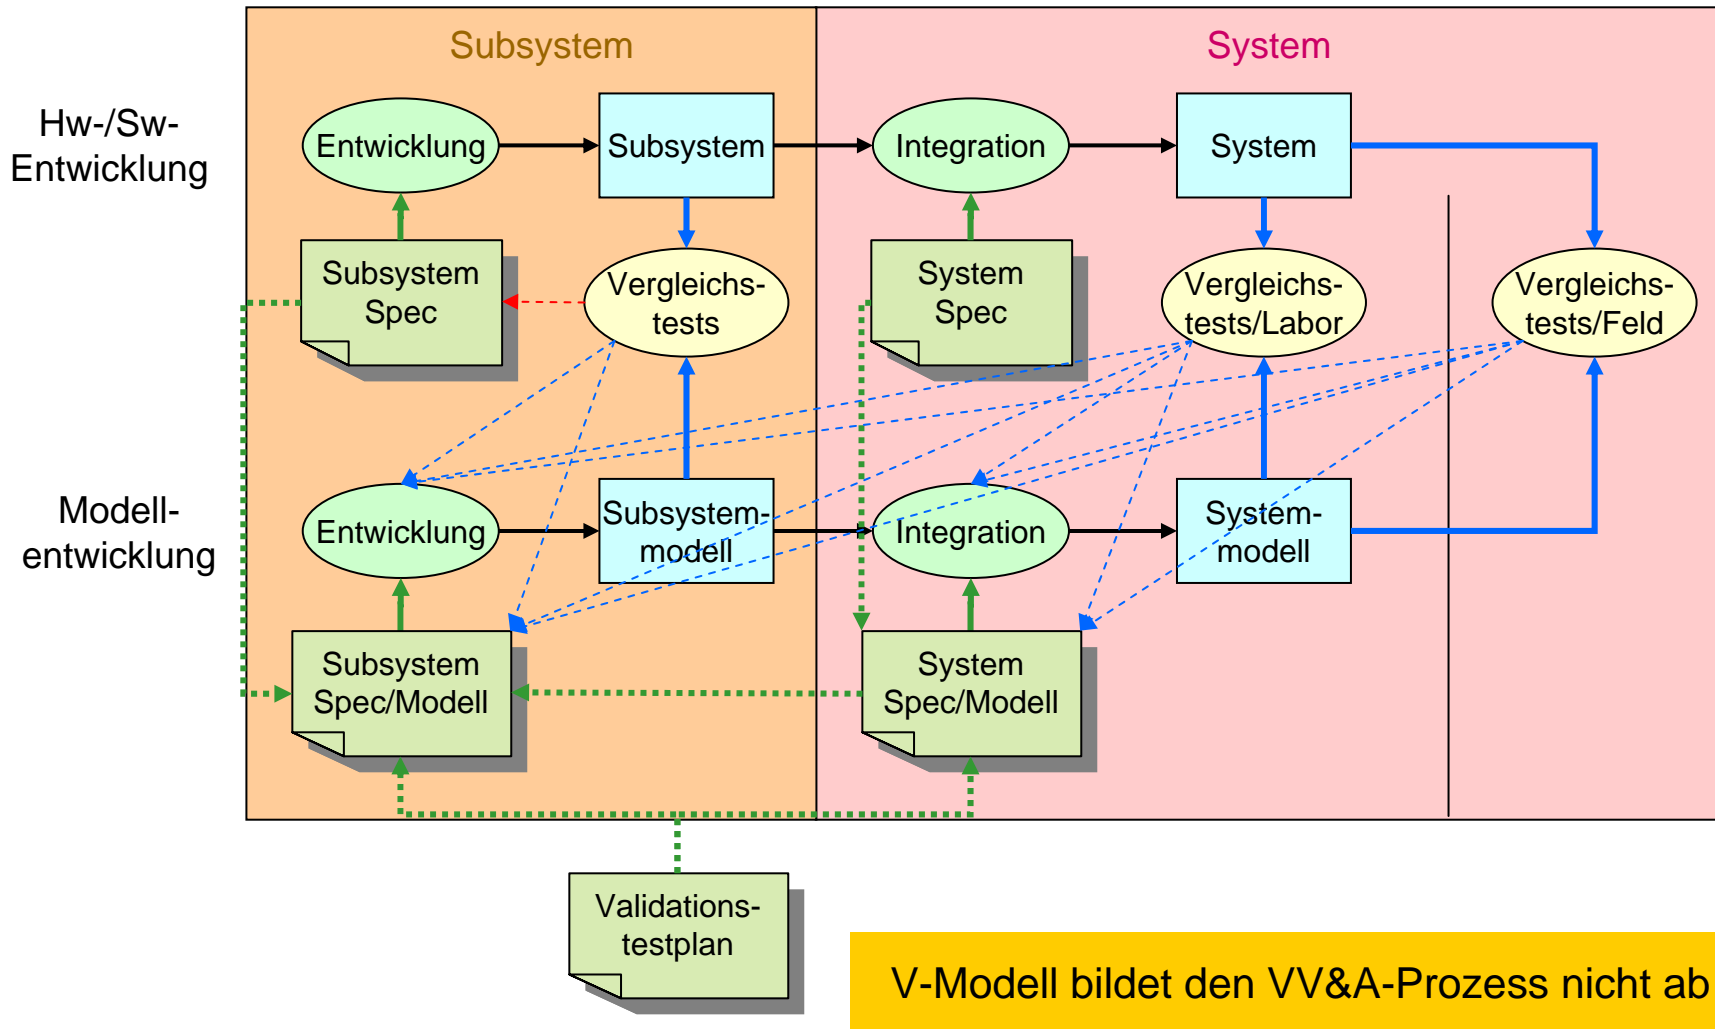 Subsystem
System
Hw-/Sw-
Entwicklung
Entwicklung
Subsystem
Integration
System
Subsystem
Spec
Vergleichs-
tests
System
Spec
Vergleichs-
tests/Labor
Vergleichs-
tests/Feld
Modell-
entwicklung
Entwicklung
Subsystem-
modell
Integration
System-
modell
Subsystem
Spec/Modell
System
Spec/Modell
Validations-
testplan
V-Modell bildet den VV&A-Prozess nicht ab